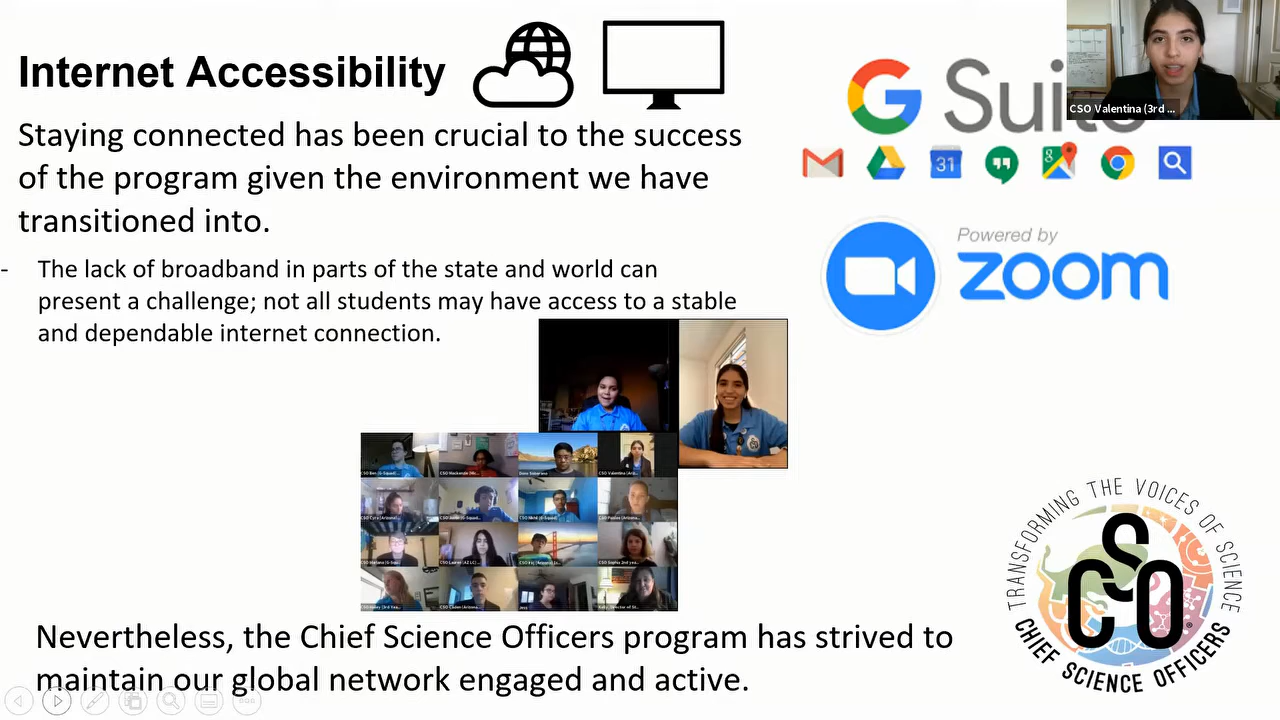 Internet Accessibility
Staying connected has been crucial to the success
of the program given the environment we have
transitioned into.
- The lack of broadband in parts of the state and world can
present a challenge; not all students may have access to a stable
and dependable internet connection.
G Suite
31
Powered by
zoom
CSO Valentina (3rd ...
Nevertheless, the Chief Science Officers program has strived to
maintain our global network engaged and active.
TRANSFORMING THE VOICES OF SCIENCE
CSO®
CHIEF SCIENCE OFFICERS